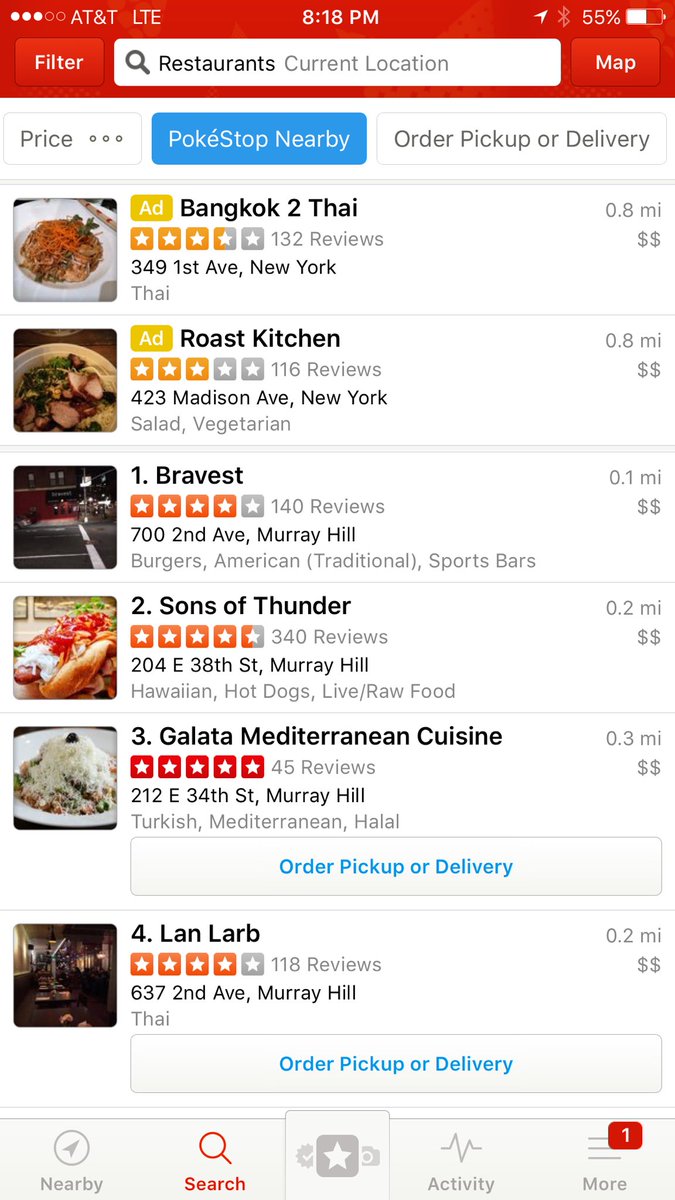 AT&T LTE 8:18 PM 55%
Filter Restaurants Current Location Map
Price PokéStop Nearby Order Pickup or Delivery
Ad Bangkok 2 Thai 0.8 mi
132 Reviews $$
349 1st Ave, New York
Thai
Ad Roast Kitchen 0.8 mi
116 Reviews $$
423 Madison Ave, New York
Salad, Vegetarian
1. Bravest 0.1 mi
140 Reviews $$
700 2nd Ave, Murray Hill
Burgers, American (Traditional), Sports Bars
2. Sons of Thunder 0.2 mi
340 Reviews $$
204 E 38th St, Murray Hill
Hawaiian, Hot Dogs, Live/Raw Food
3. Galata Mediterranean Cuisine 0.3 mi
45 Reviews $$
212 E 34th St, Murray Hill
Turkish, Mediterranean, Halal
Order Pickup or Delivery
4. Lan Larb 0.2 mi
118 Reviews $$
637 2nd Ave, Murray Hill
Thai
Order Pickup or Delivery
1
Nearby Search Activity More